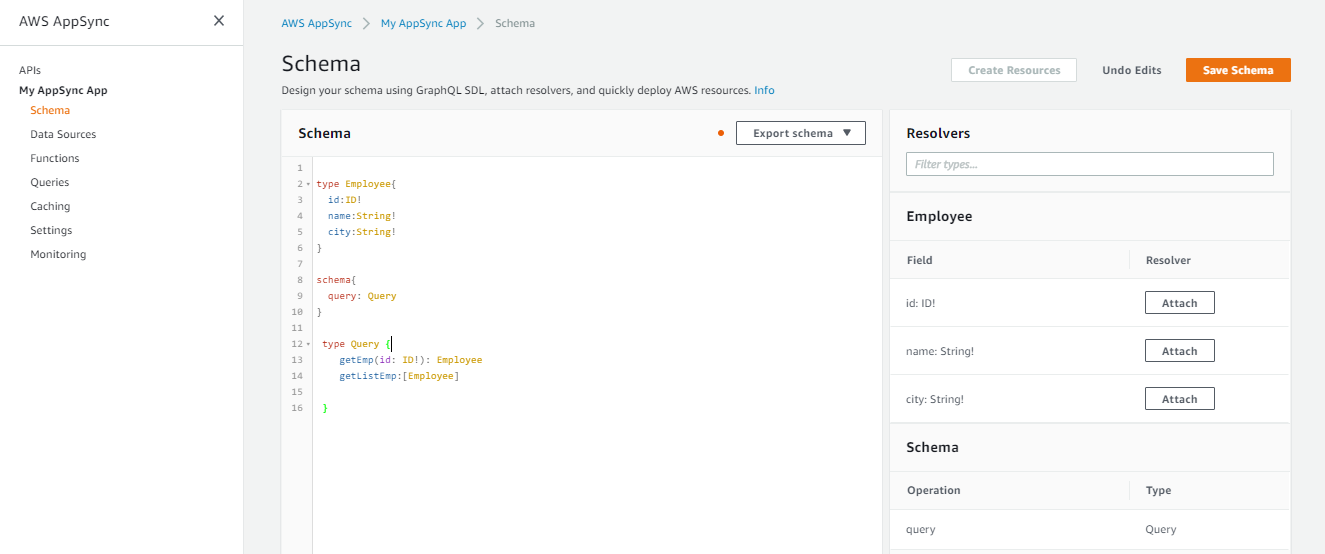 AWS AppSync
APIs
My AppSync App
Schema
Data Sources
Functions
Queries
Caching
Settings
Monitoring
AWS AppSync > My AppSync App > Schema
Schema
Create Resources Undo Edits Save Schema
Design your schema using GraphQL SDL, attach resolvers, and quickly deploy AWS resources. Info
Schema Export schema
1
2 type Employee{
3 id:ID!
4 name:String!
5 city:String!
6 }
7
8 schema{
9 query: Query
10 }
11
12 type Query {
13 getEmp(id: ID!): Employee
14 getListEmp:[Employee]
15
16 }
Resolvers
Filter types...
Employee
Field Resolver
id: ID! Attach
name: String! Attach
city: String! Attach
Schema
Operation Type
query Query